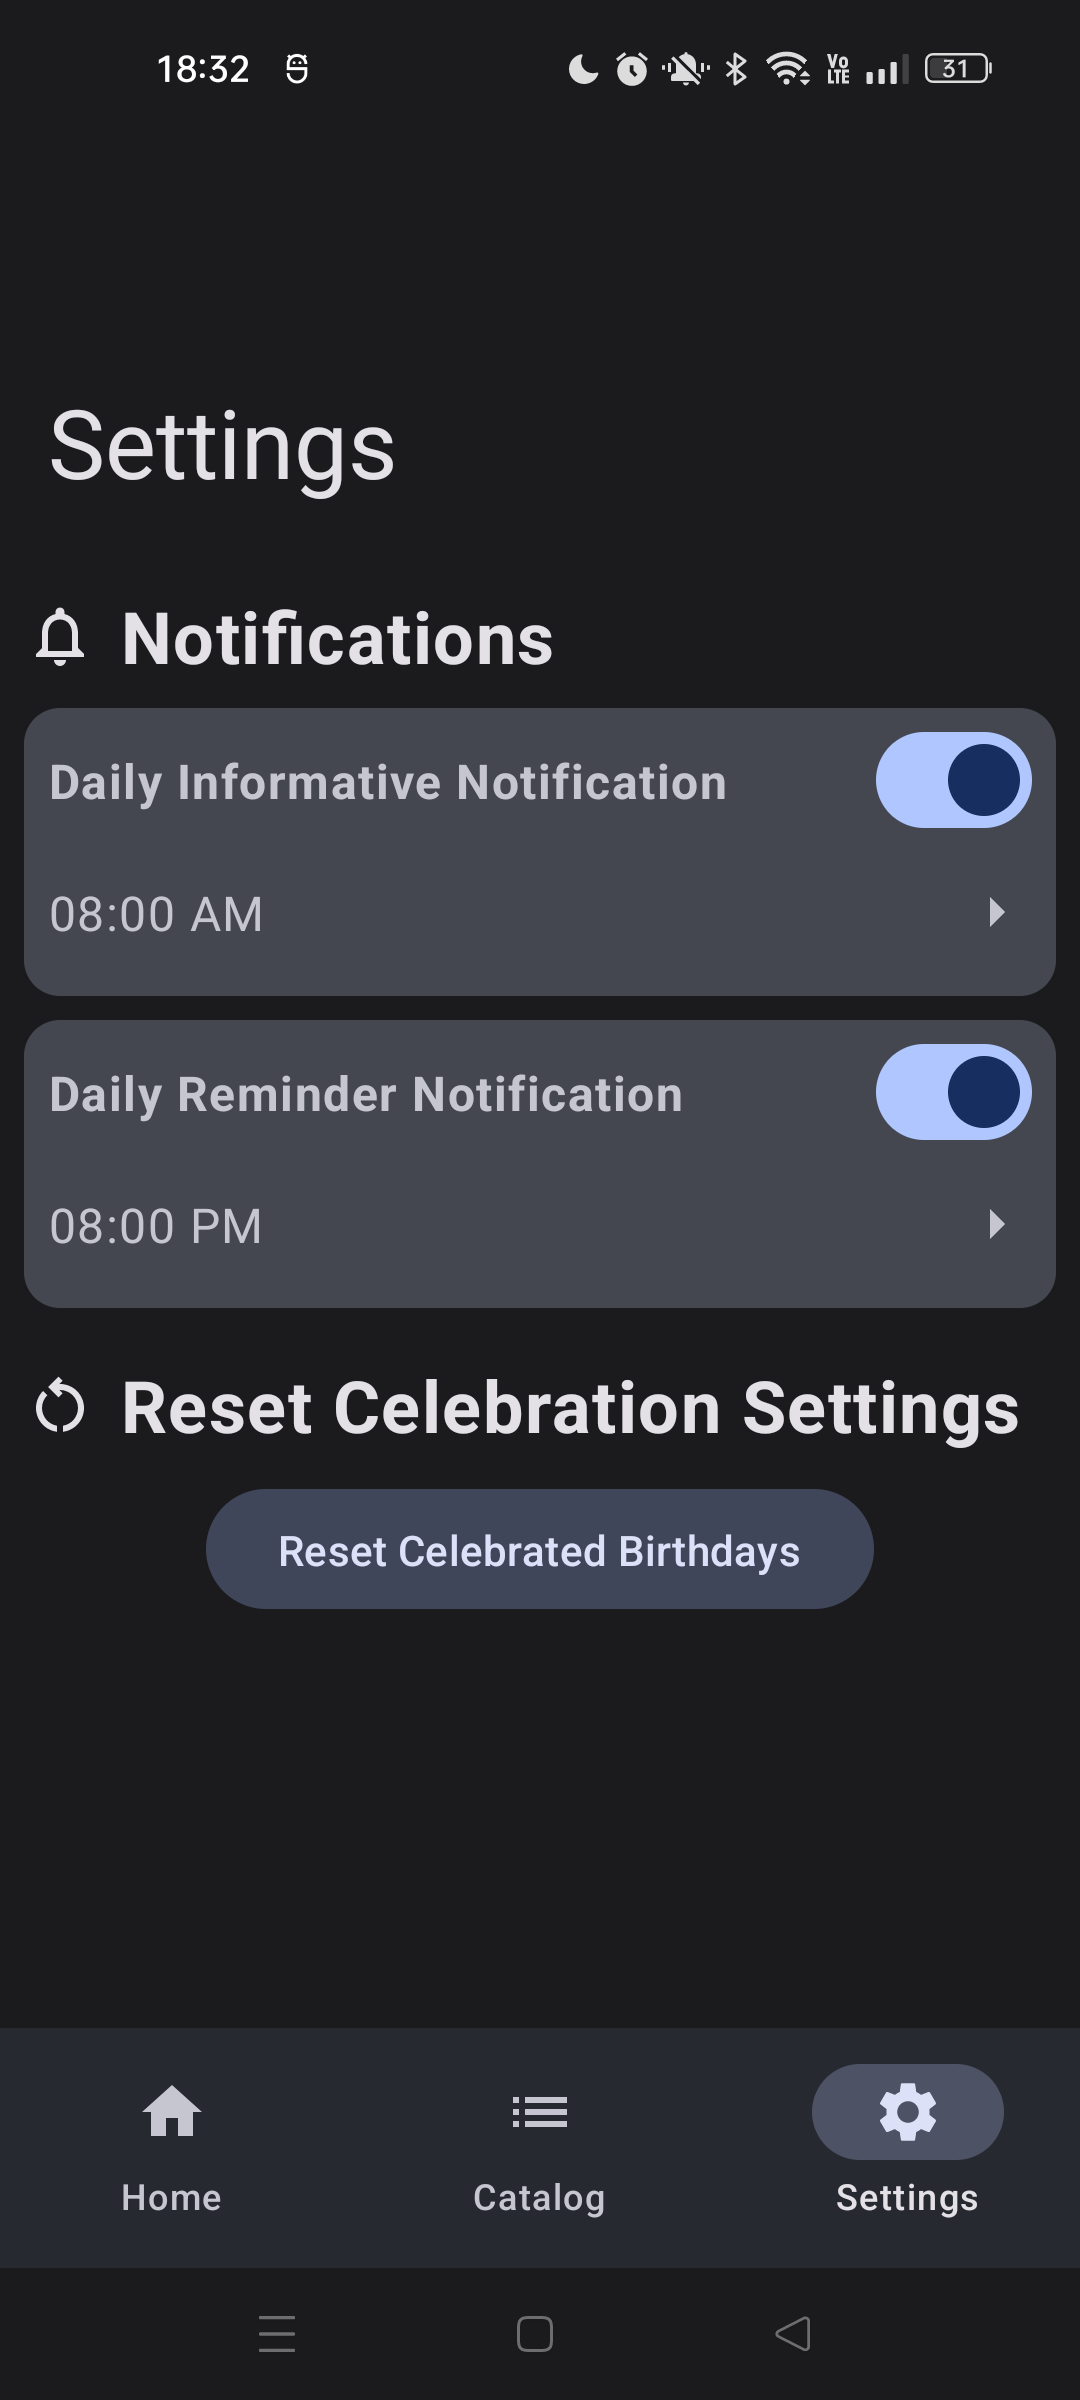 18:32
Vo
LTE
31
Settings
Notifications
Daily Informative Notification
08:00 AM
Daily Reminder Notification
08:00 PM
Reset Celebration Settings
Reset Celebrated Birthdays
Home
Catalog
Settings